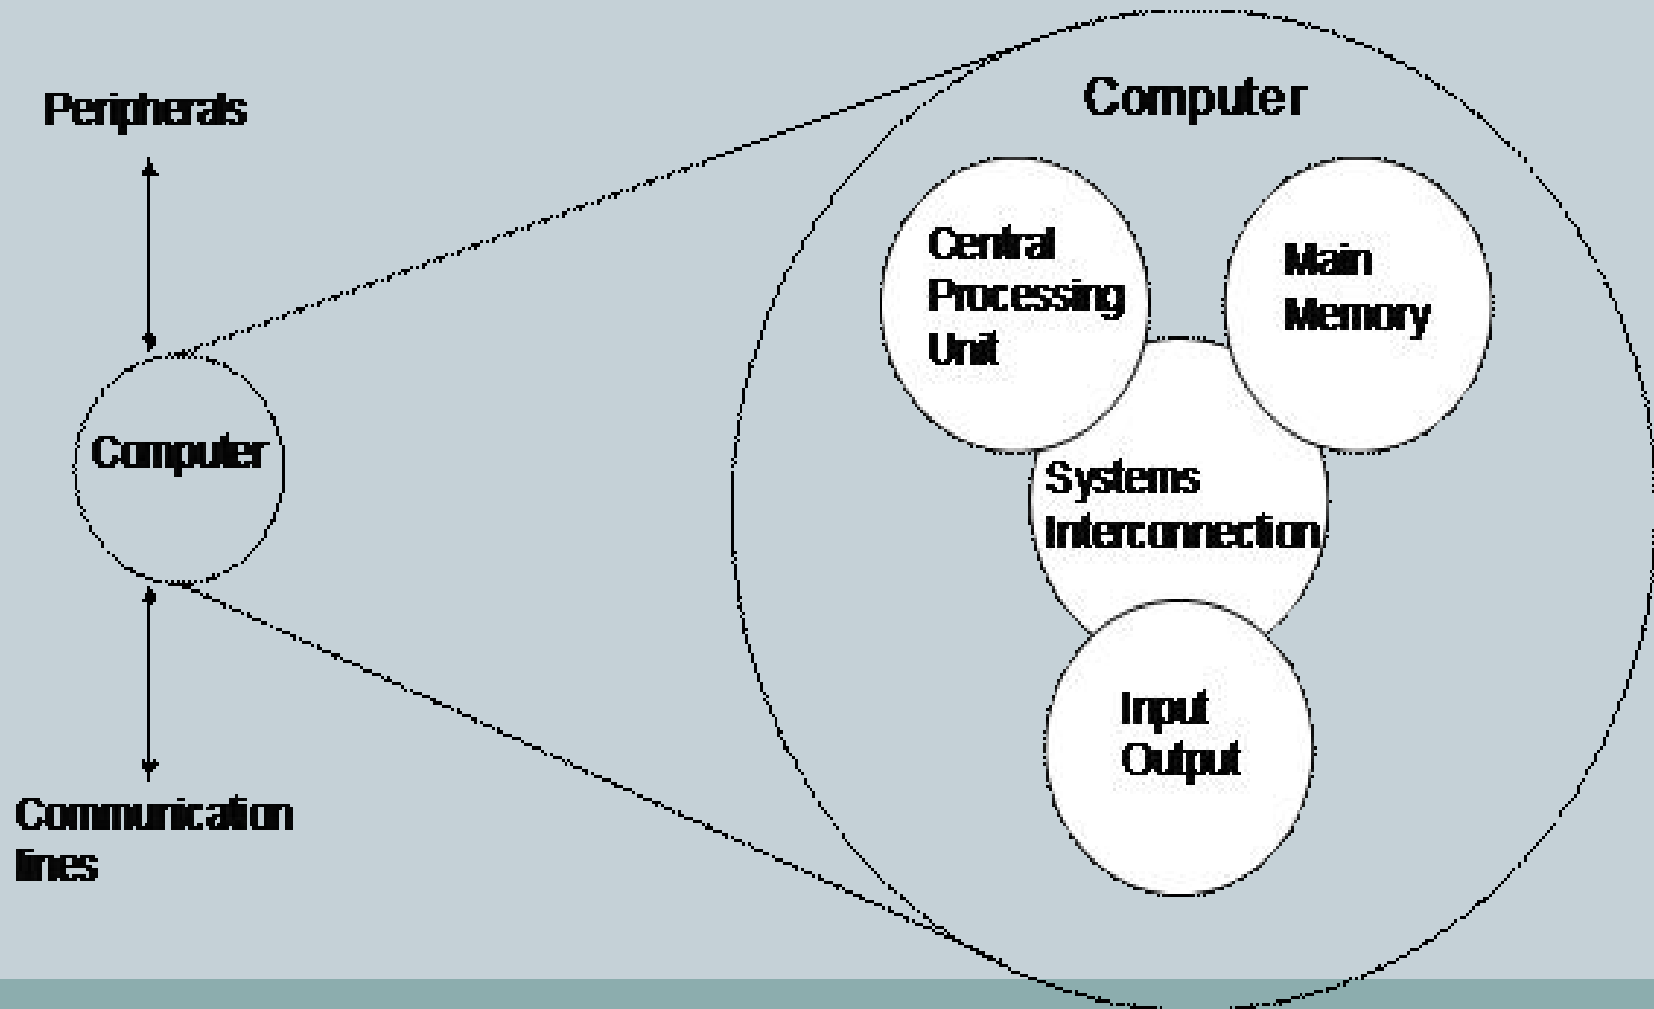 Peripherals
Computer
Communication
lines
Computer
Central
Processing
Unit
Main
Memory
Systems
Interconnection
Input
Output